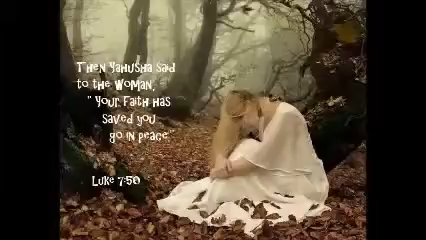 Then Yahusha said
to the woman,
" Your faith has
saved you
go in peace"
Luke 7:50